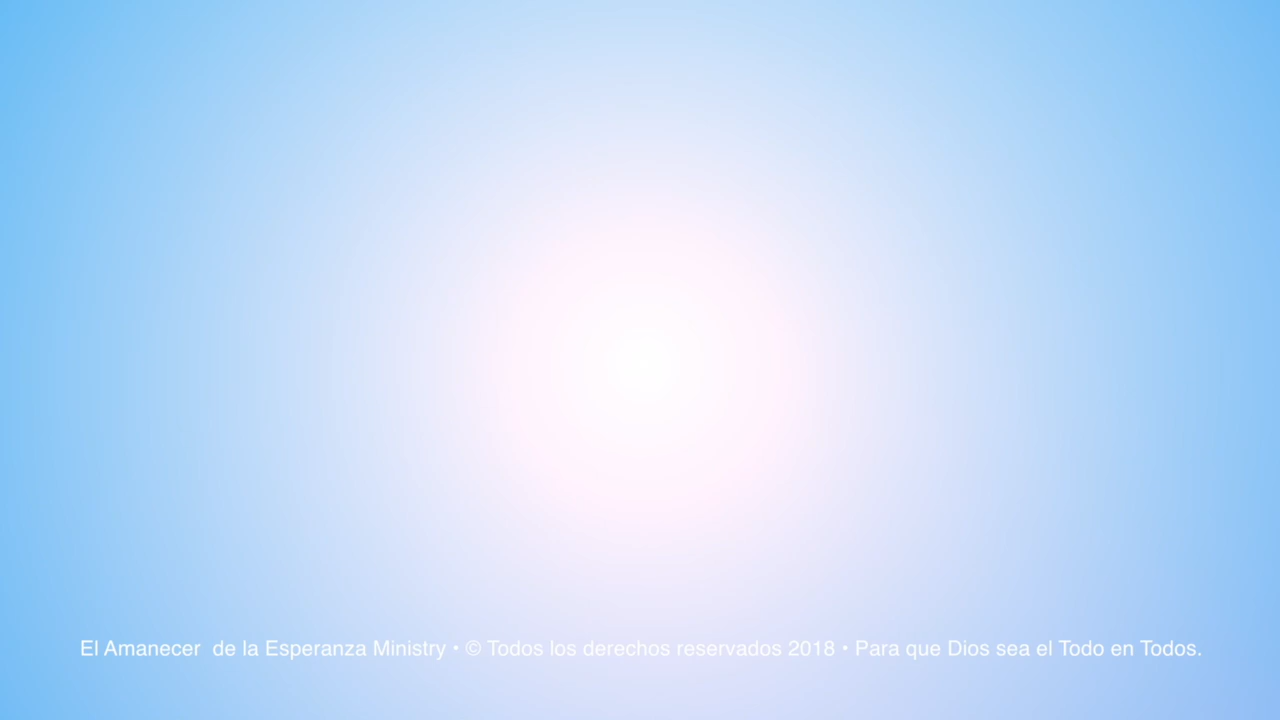 El Amanecer  de la Esperanza Ministry • © Todos los derechos reservados 2018 • Para que Dios sea el Todo en Todos.